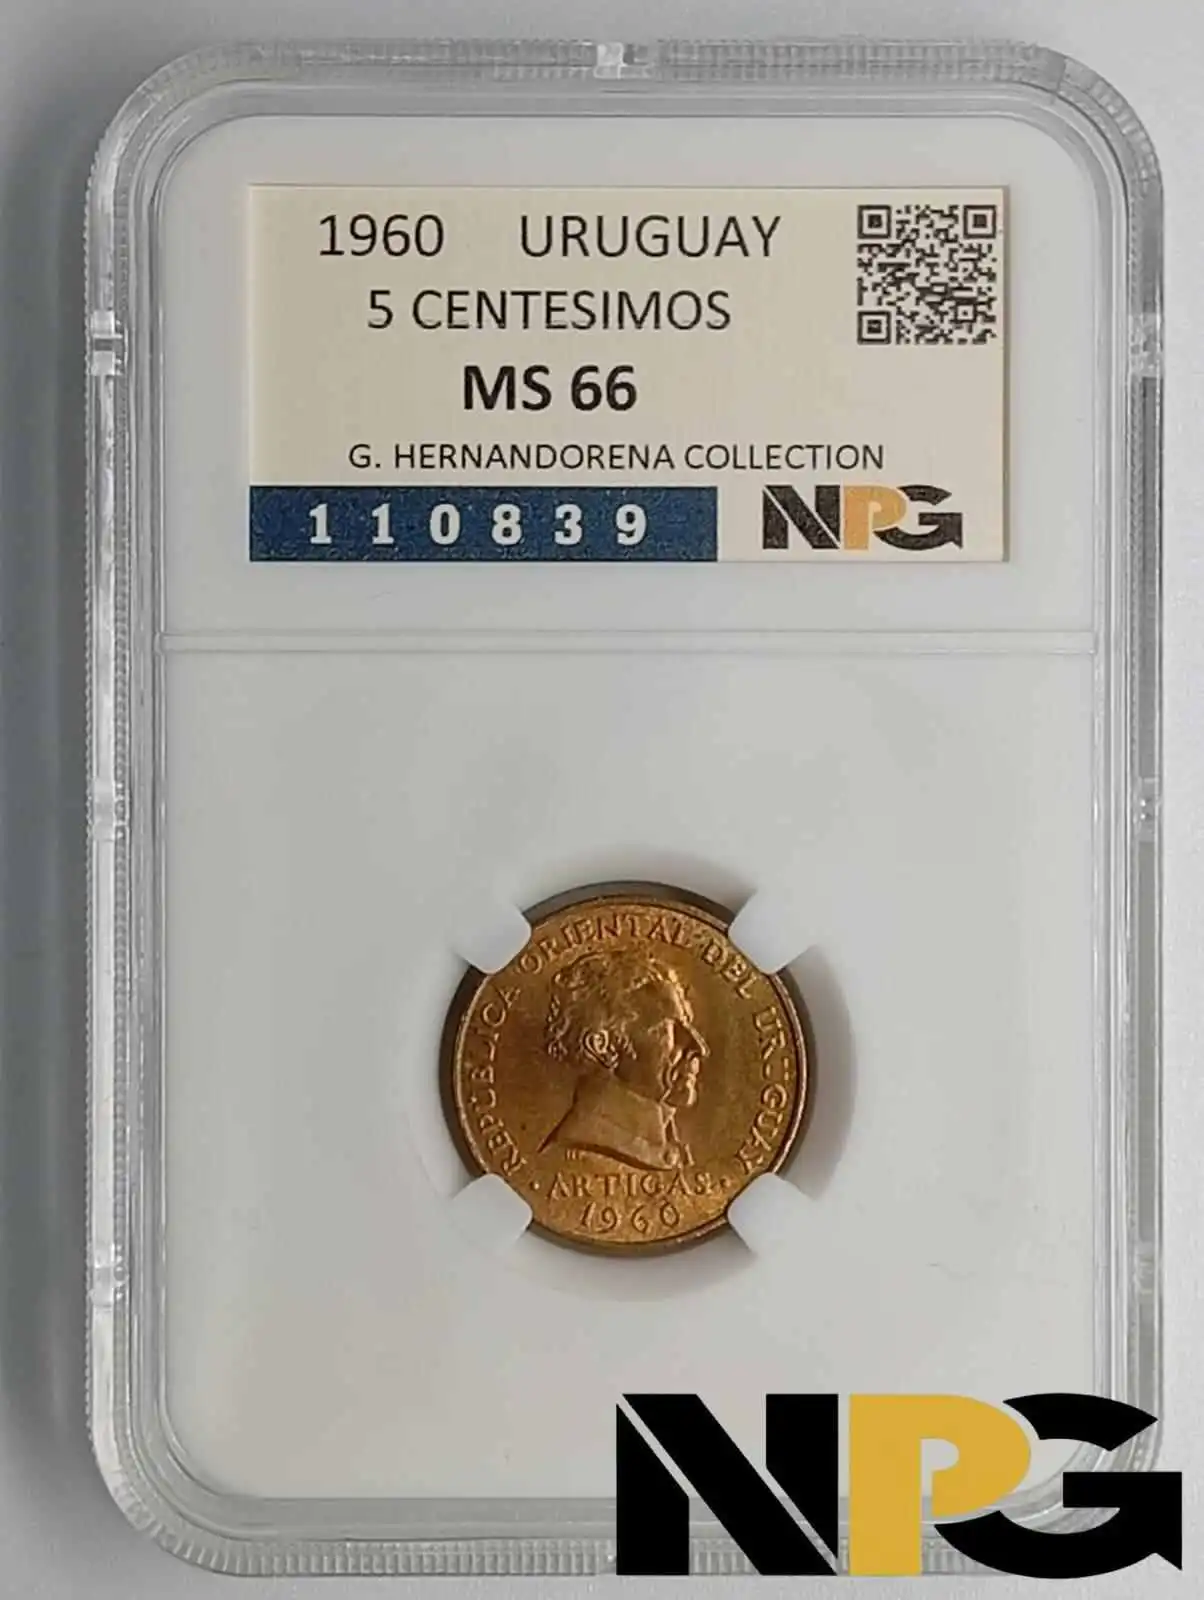 1960 URUGUAY
5 CENTESIMOS
MS 66
G. HERNANDORENA COLLECTION
110839 NPG
REPUBLICA ORIENTAL DEL URUGUAY
· ARTIGAS ·
1960
NPG